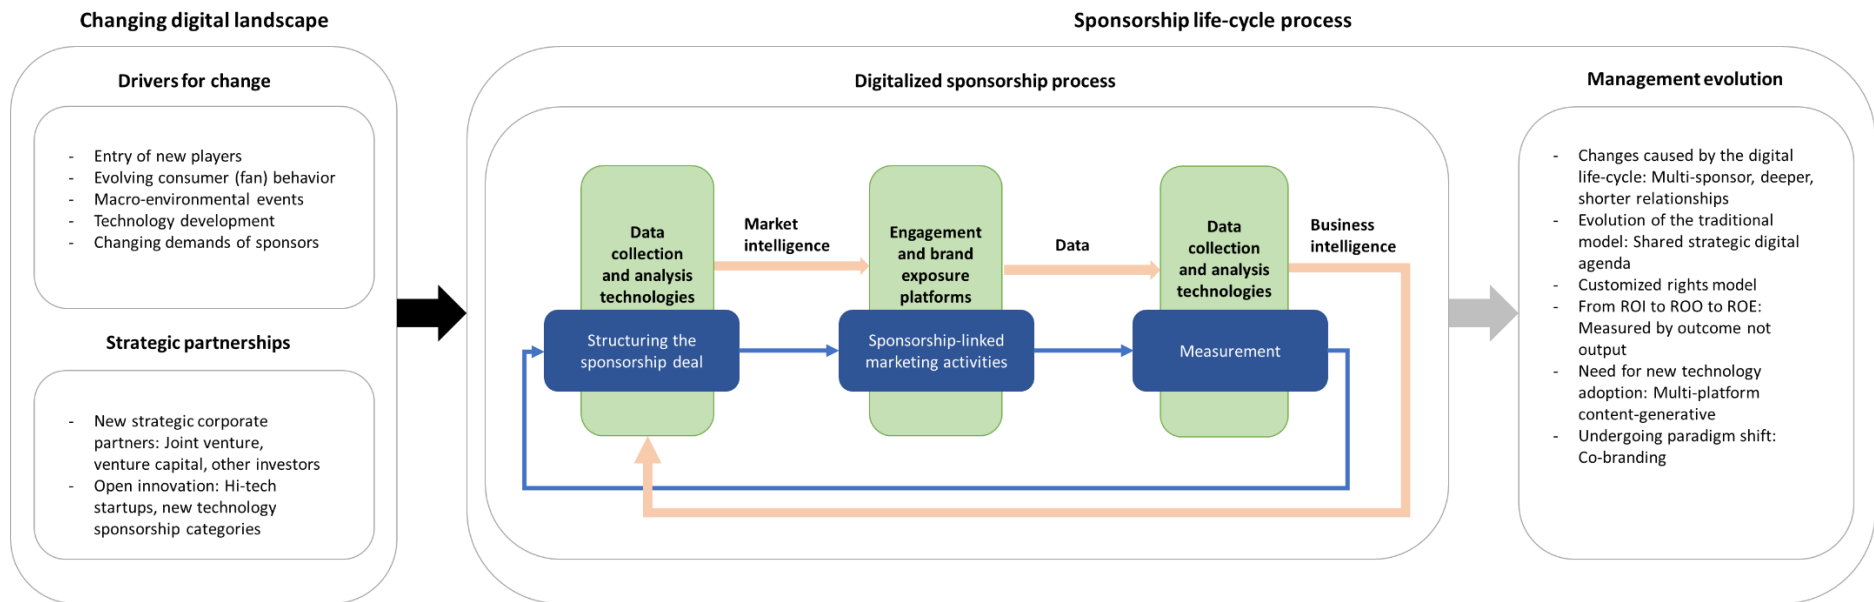 Changing digital landscape
Drivers for change
- Entry of new players
- Evolving consumer (fan) behavior
- Macro-environmental events
- Technology development
- Changing demands of sponsors
Strategic partnerships
- New strategic corporate
partners: Joint venture,
venture capital, other investors
- Open innovation: Hi-tech
startups, new technology
sponsorship categories
Sponsorship life-cycle process
Digitalized sponsorship process
Data
collection
and analysis
technologies
Market
intelligence
Engagement
and brand
exposure
platforms
Data
Data
collection
and analysis
technologies
Business
intelligence
Structuring the
sponsorship deal
Sponsorship-linked
marketing activities
Measurement
Management evolution
- Changes caused by the digital
life-cycle: Multi-sponsor, deeper,
shorter relationships
- Evolution of the traditional
model: Shared strategic digital
agenda
- Customized rights model
- From ROI to ROO to ROE:
Measured by outcome not
output
- Need for new technology
adoption: Multi-platform
content-generative
- Undergoing paradigm shift:
Co-branding